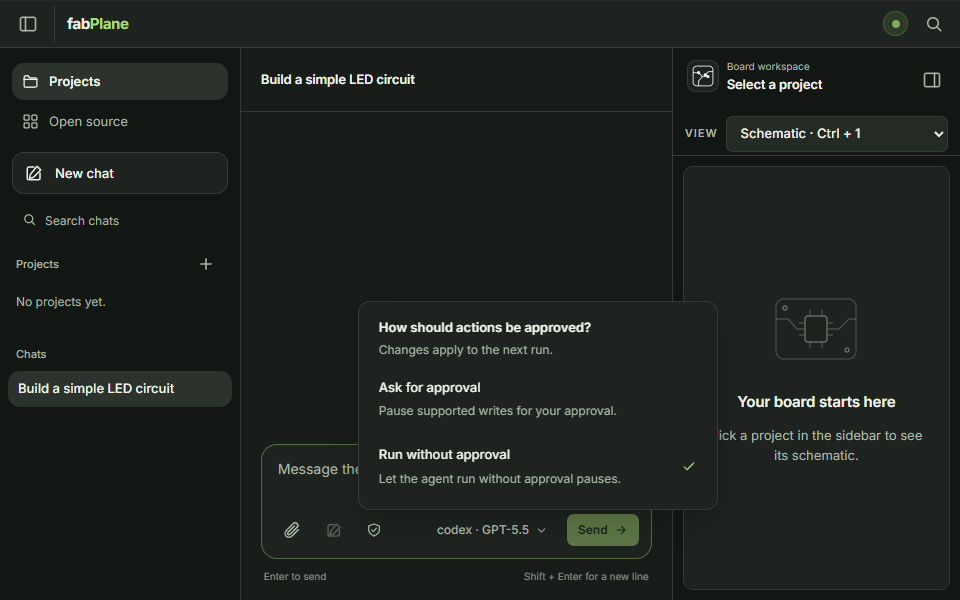 fabPlane
Projects
Open source
New chat
Search chats
Projects
No projects yet.
Chats
Build a simple LED circuit
Build a simple LED circuit
How should actions be approved?
Changes apply to the next run.
Ask for approval
Pause supported writes for your approval.
Run without approval
Let the agent run without approval pauses.
Message the
codex · GPT-5.5
Send
Enter to send
Shift + Enter for a new line
Board workspace
Select a project
VIEW
Schematic · Ctrl + 1
Your board starts here
ick a project in the sidebar to see
its schematic.